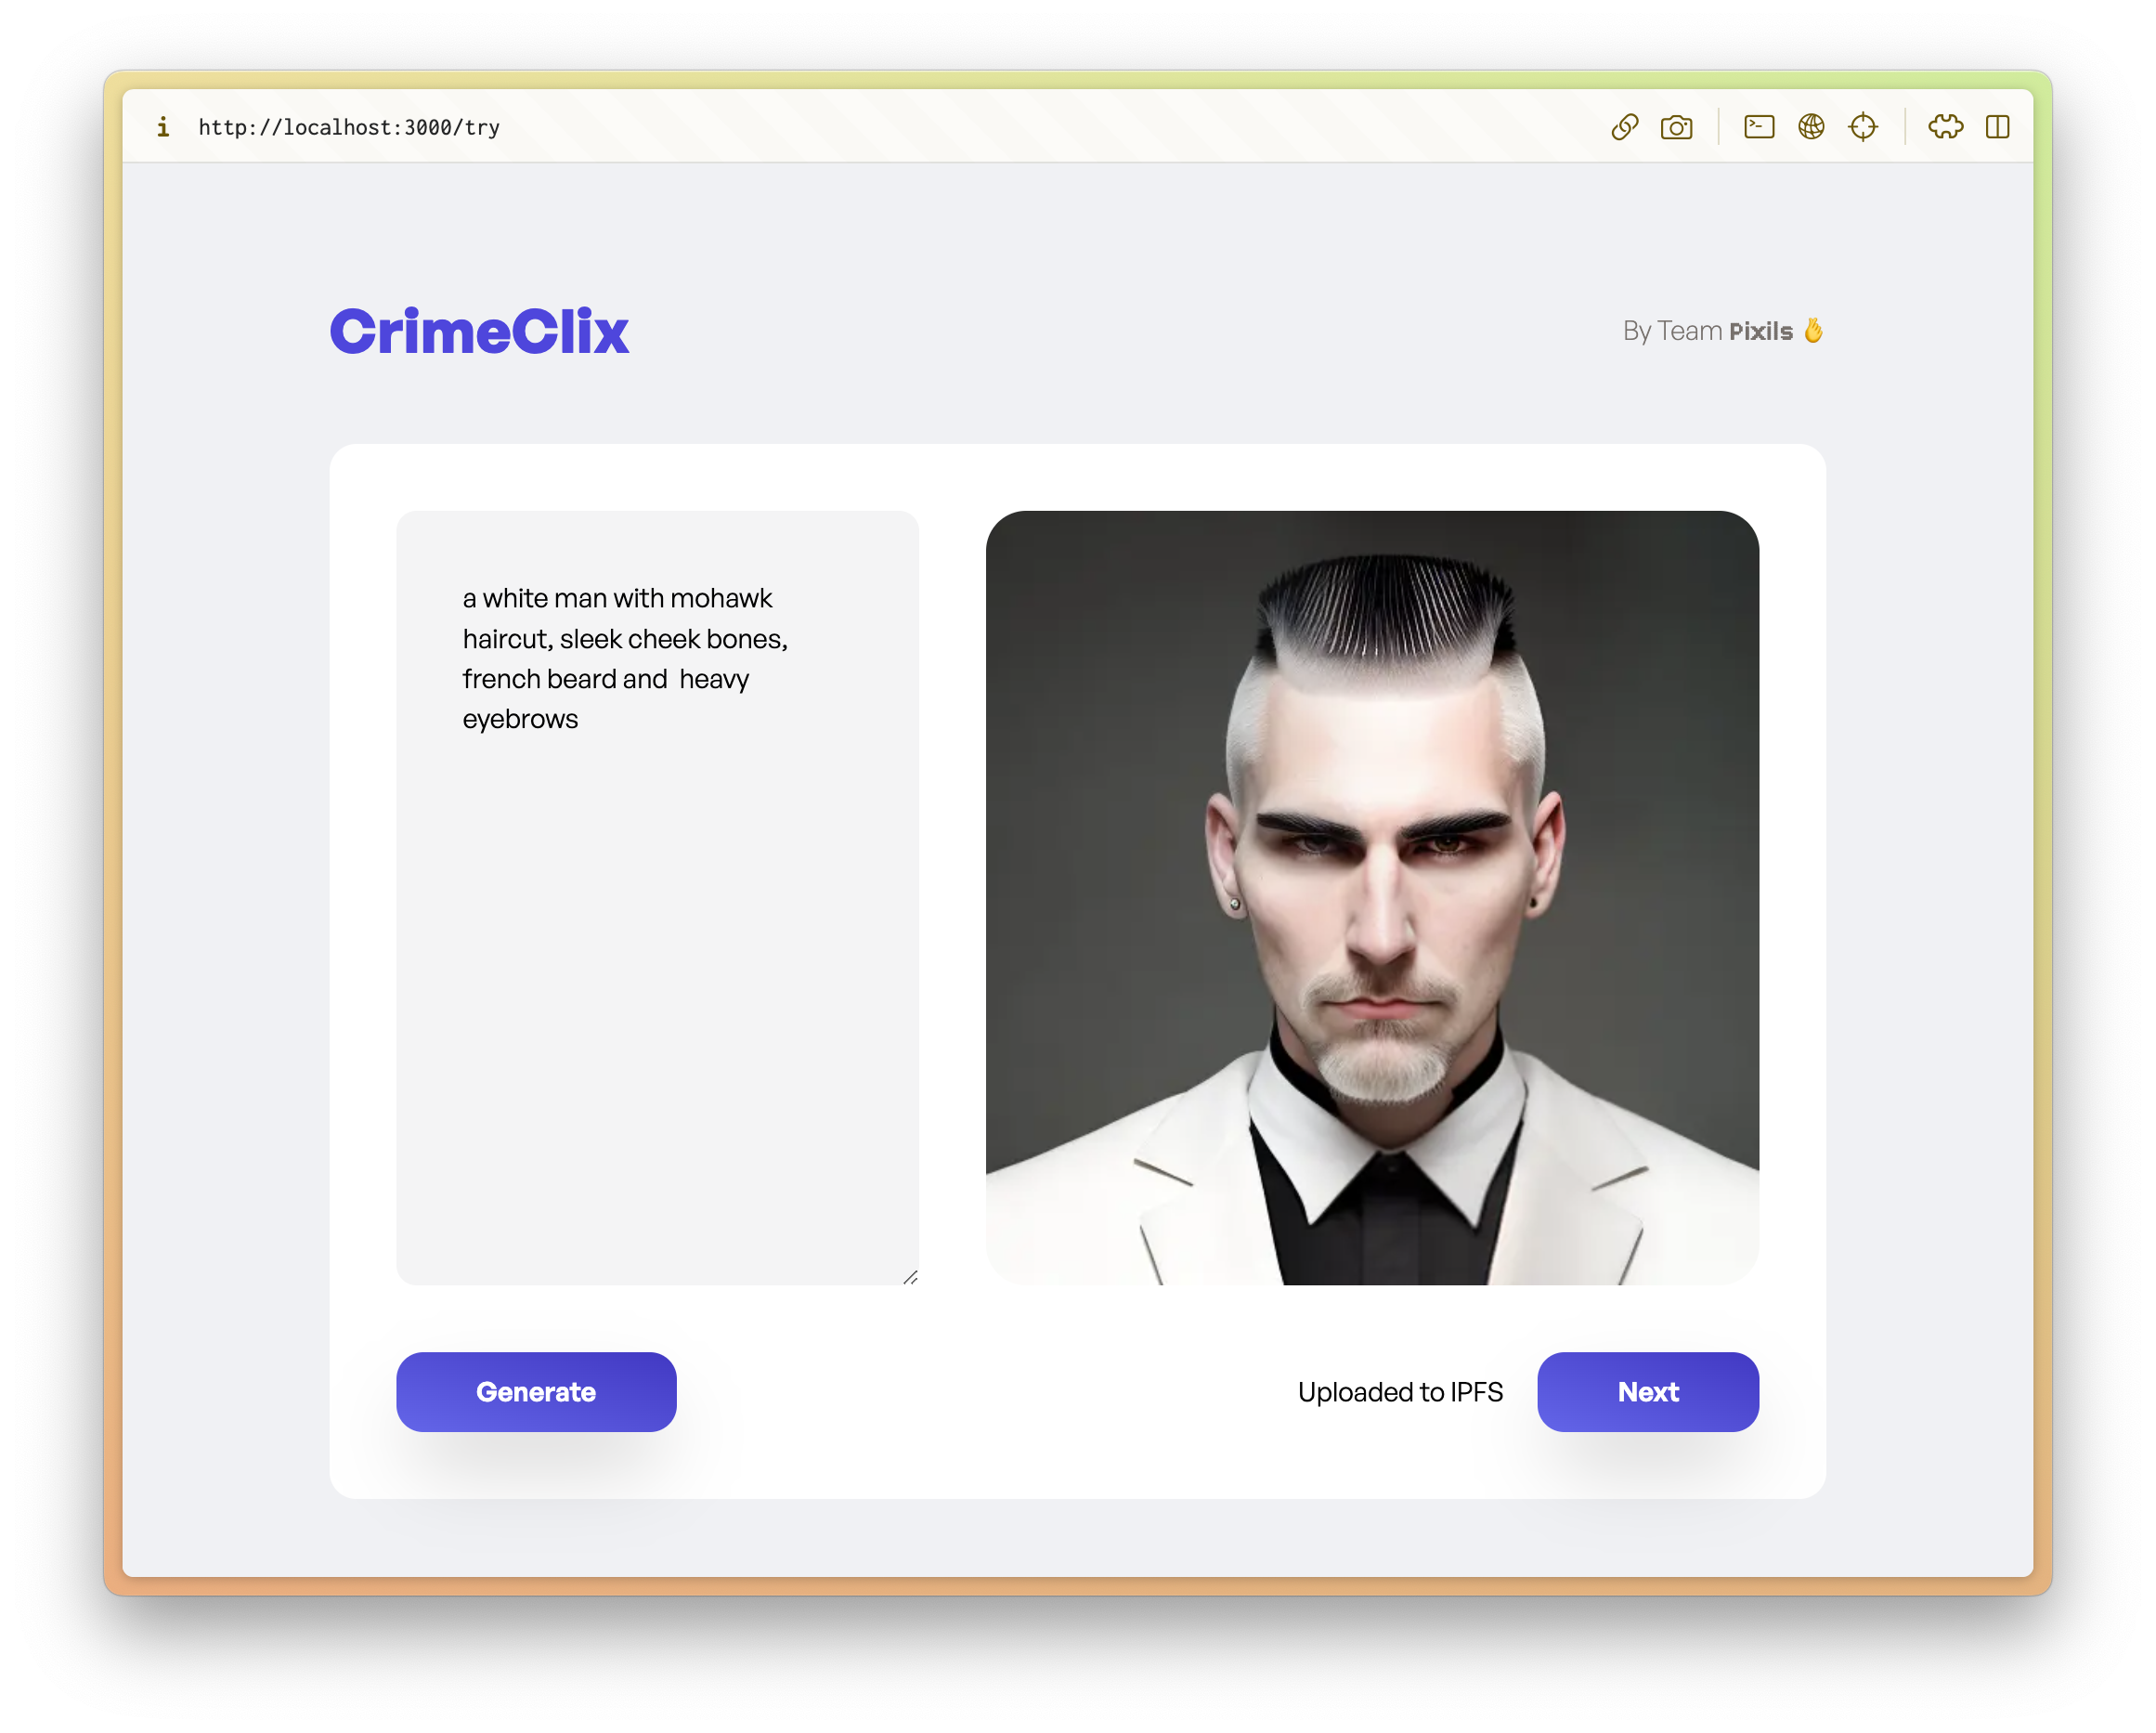 http://localhost:3000/try
CrimeClix
By Team Pixils 🫰
a white man with mohawk
haircut, sleek cheek bones,
french beard and  heavy
eyebrows
Generate
Uploaded to IPFS
Next